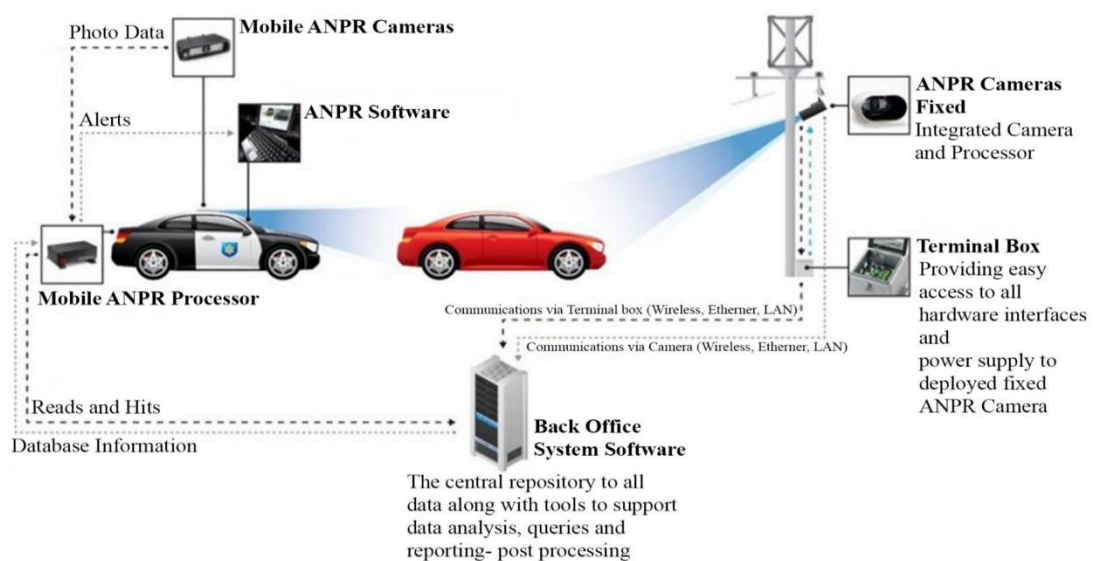 Photo Data
Mobile ANPR Cameras
Alerts
ANPR Software
ANPR Cameras
Fixed
Integrated Camera
and Processor
Mobile ANPR Processor
Terminal Box
Providing easy
access to all
hardware interfaces
and
power supply to
deployed fixed
ANPR Camera
Communications via Terminal box (Wireless, Etherner, LAN)
Communications via Camera (Wireless, Etherner, LAN)
Reads and Hits
Database Information
Back Office
System Software
The central repository to all
data along with tools to support
data analysis, queries and
reporting- post processing